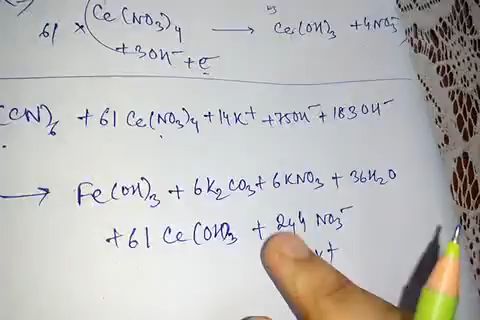 61 × Ce(NO3)4 + 3OH⁻ + e⁻ ⟶ Ce(OH)3 + 4NO3⁻
(CN)6 + 61 Ce(NO3)4 + 14K⁺ + 75OH⁻ + 183OH⁻
⟶ Fe(OH)3 + 6K2CO3 + 6KNO3 + 36H2O
+ 61 Ce(OH)3 + 244 NO3⁻
K⁺